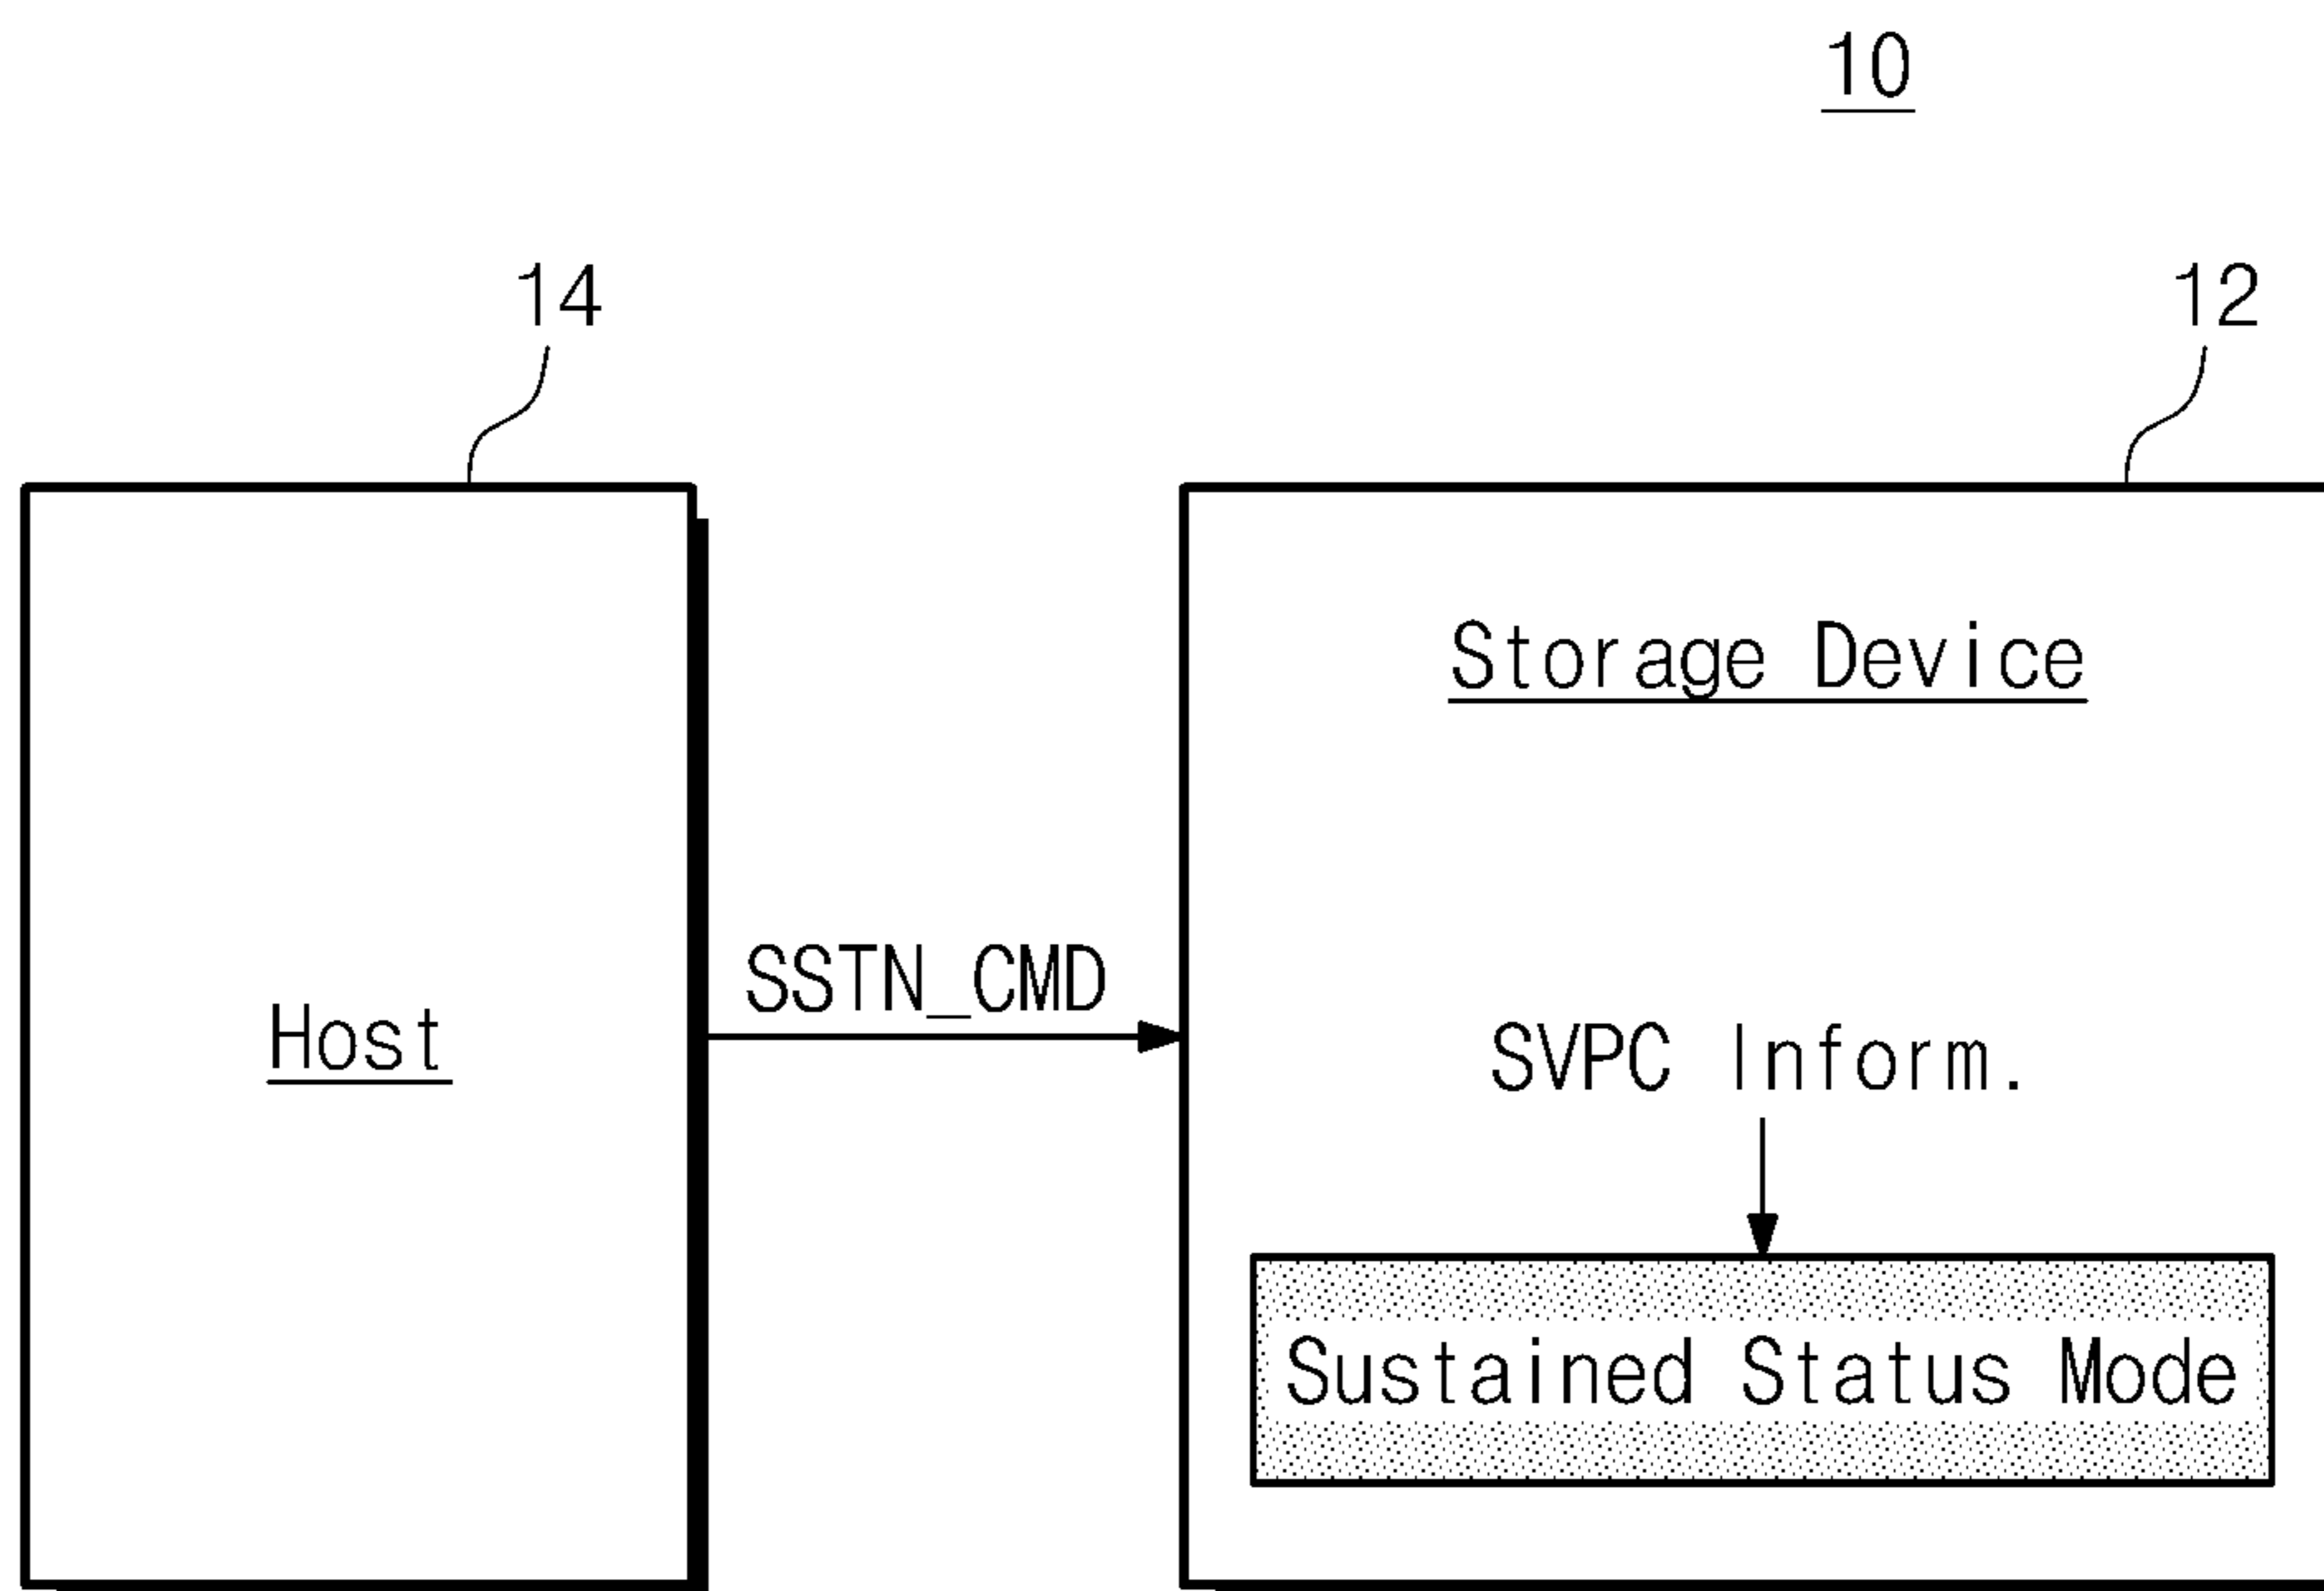 10
14
12
Storage Device
SSTN_CMD
Host
SVPC Inform.
Sustained Status Mode